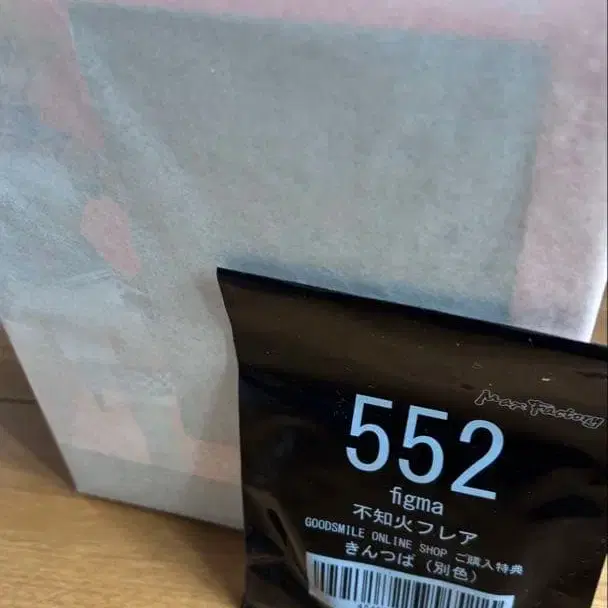 Max Factory
552
figma
不知火フレア
GOODSMILE ONLINE SHOP ご購入特典
きんつば（別色）